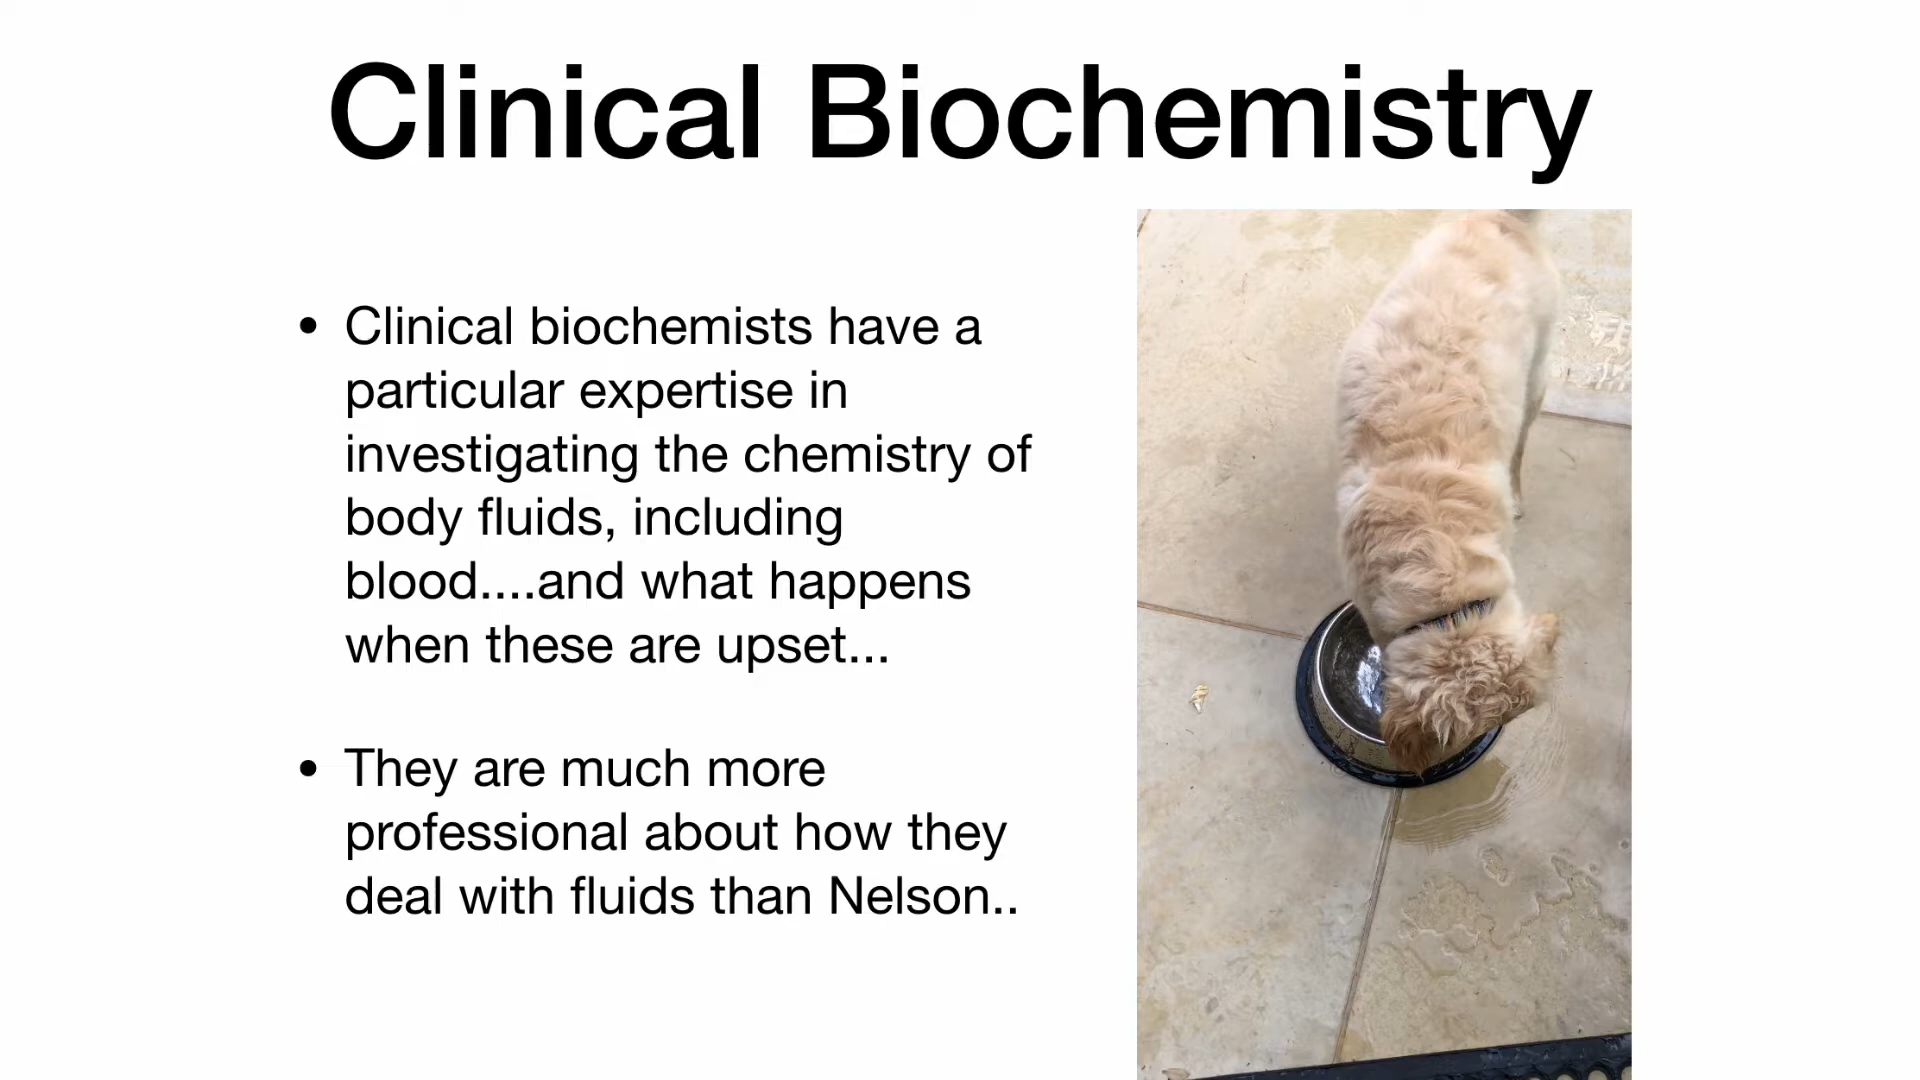 Clinical Biochemistry
• Clinical biochemists have a
particular expertise in
investigating the chemistry of
body fluids, including
blood....and what happens
when these are upset...
• They are much more
professional about how they
deal with fluids than Nelson..